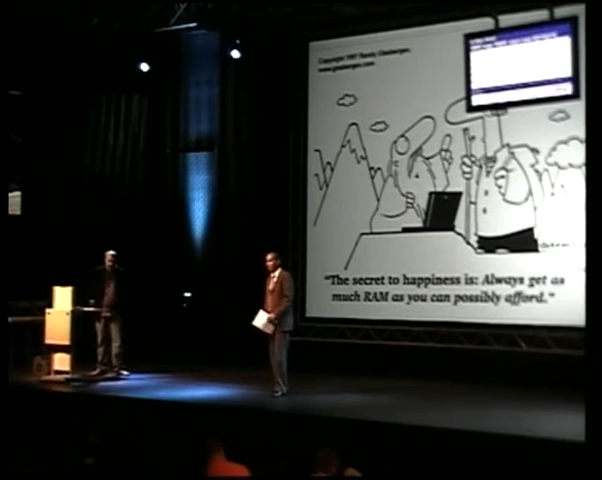 Copyright 1997 Randy Glasbergen.
www.glasbergen.com
"The secret to happiness is: Always get as
much RAM as you can possibly afford."